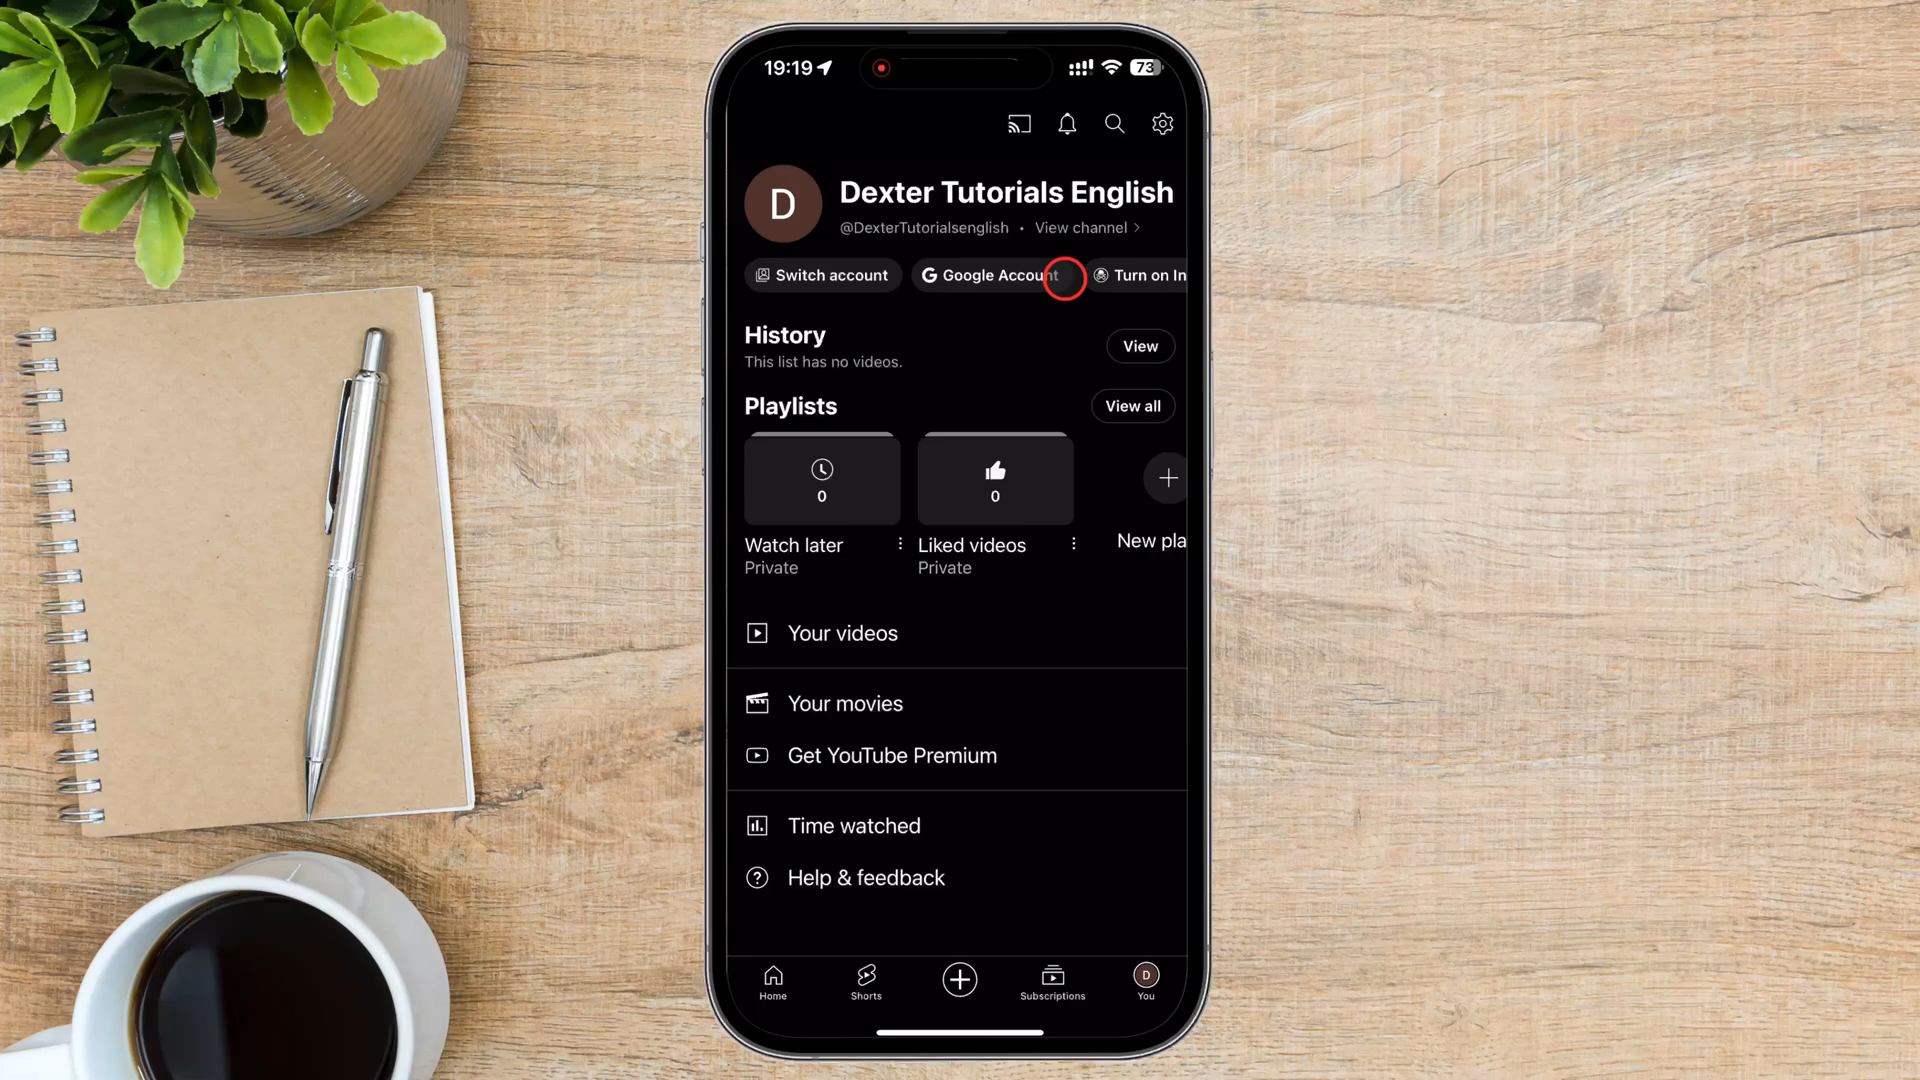 19:19
73
D
Dexter Tutorials English
@DexterTutorialsenglish • View channel >
Switch account
Google Account
Turn on In
History
This list has no videos.
View
Playlists
View all
0
0
Watch later
Private
Liked videos
Private
New pla
Your videos
Your movies
Get YouTube Premium
Time watched
Help & feedback
Home
Shorts
Subscriptions
D
You